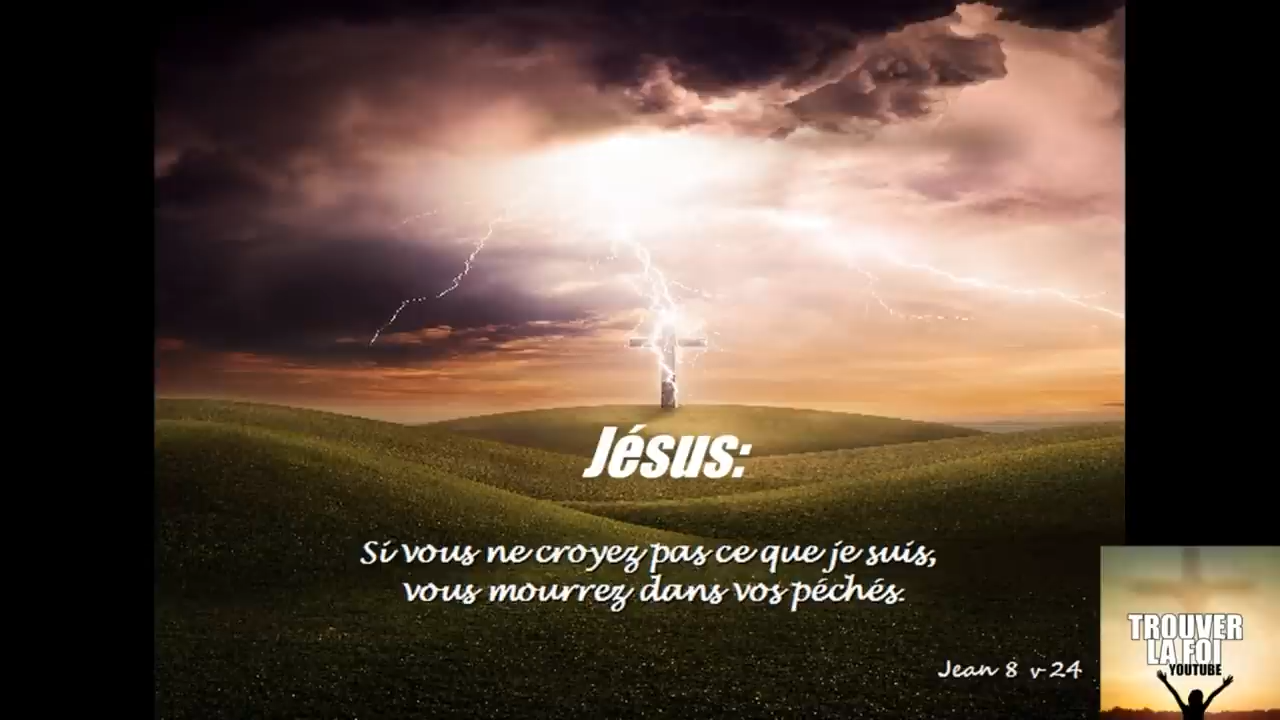 Jésus:
Si vous ne croyez pas ce que je suis,
vous mourrez dans vos péchés.
Jean 8 v 24
TROUVER
LA FOI
YOUTUBE